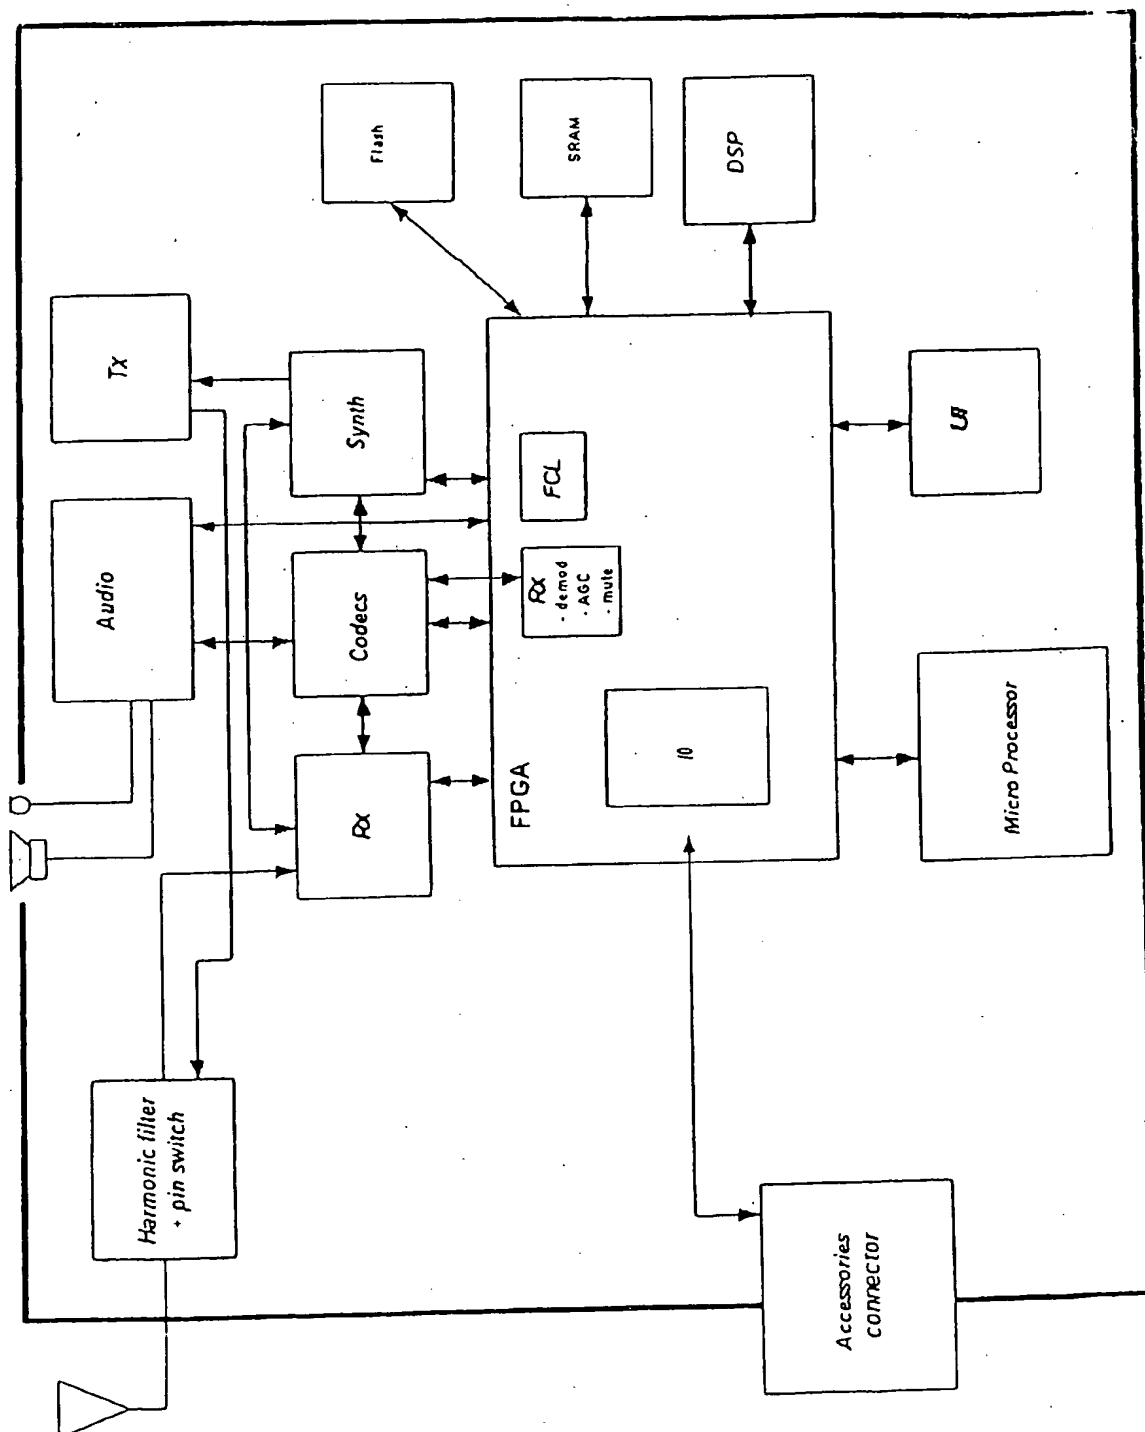 Harmonic filter
+ pin switch
Audio
Tx
Rx
Codecs
Synth
Flash
SRAM
DSP
FPGA
Rx
- demod
- AGC
- mute
FCL
IO
Accessories
connector
Micro Processor
UI